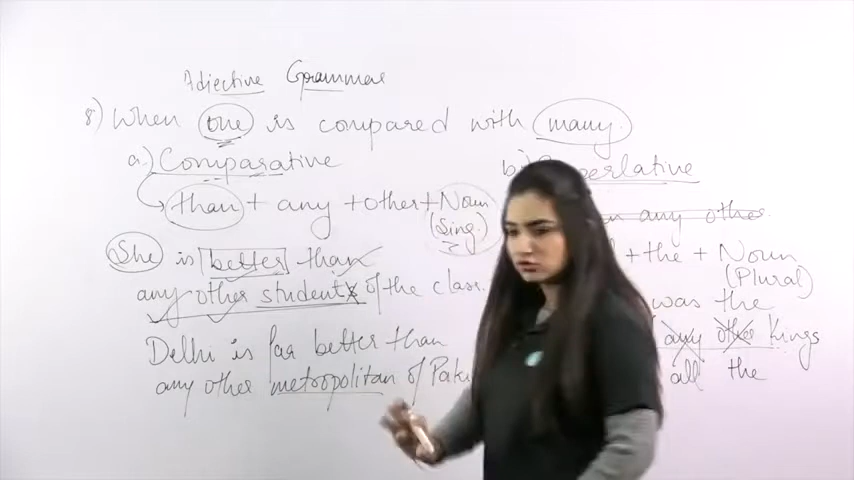 Adjective Grammar
8) When one is compared with many.
a.) Comparative
than + any + other + Noun
(Sing.)
She is better than
any other students of the class.
Delhi is far better than
any other metropolitan of
b)
any other
+ the + Noun
(Plural)
was the
any other Kings
all the